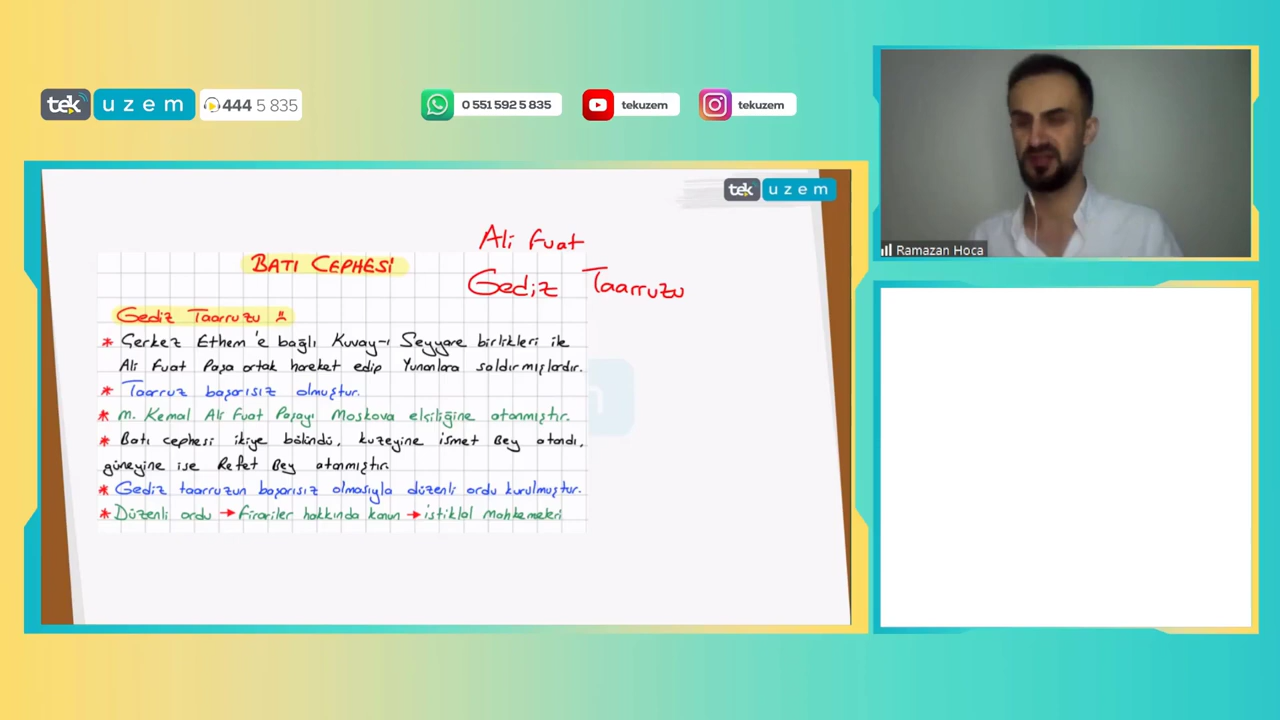 tek uzem 444 5 835
0 551 592 5 835
tekuzem
tekuzem
tek uzem
Ali Fuat
Gediz Taarruzu
BATI CEPHESİ
Gediz Taarruzu :
* Çerkez Ethem'e bağlı Kuvay-ı Seyyare birlikleri ile
Ali Fuat Paşa ortak hareket edip Yunanlara saldırmışlardır.
* Taarruz başarısız olmuştur.
* M. Kemal Ali Fuat Paşayı Moskova elçiliğine atanmıştır.
* Batı cephesi ikiye bölündü, kuzeyine ismet Bey atandı,
güneyine ise Refet Bey atanmıştır.
* Gediz taarruzun başarısız olmasıyla düzenli ordu kurulmuştur.
* Düzenli ordu → Firariler hakkında kanun → istiklal mahkemeleri
Ramazan Hoca